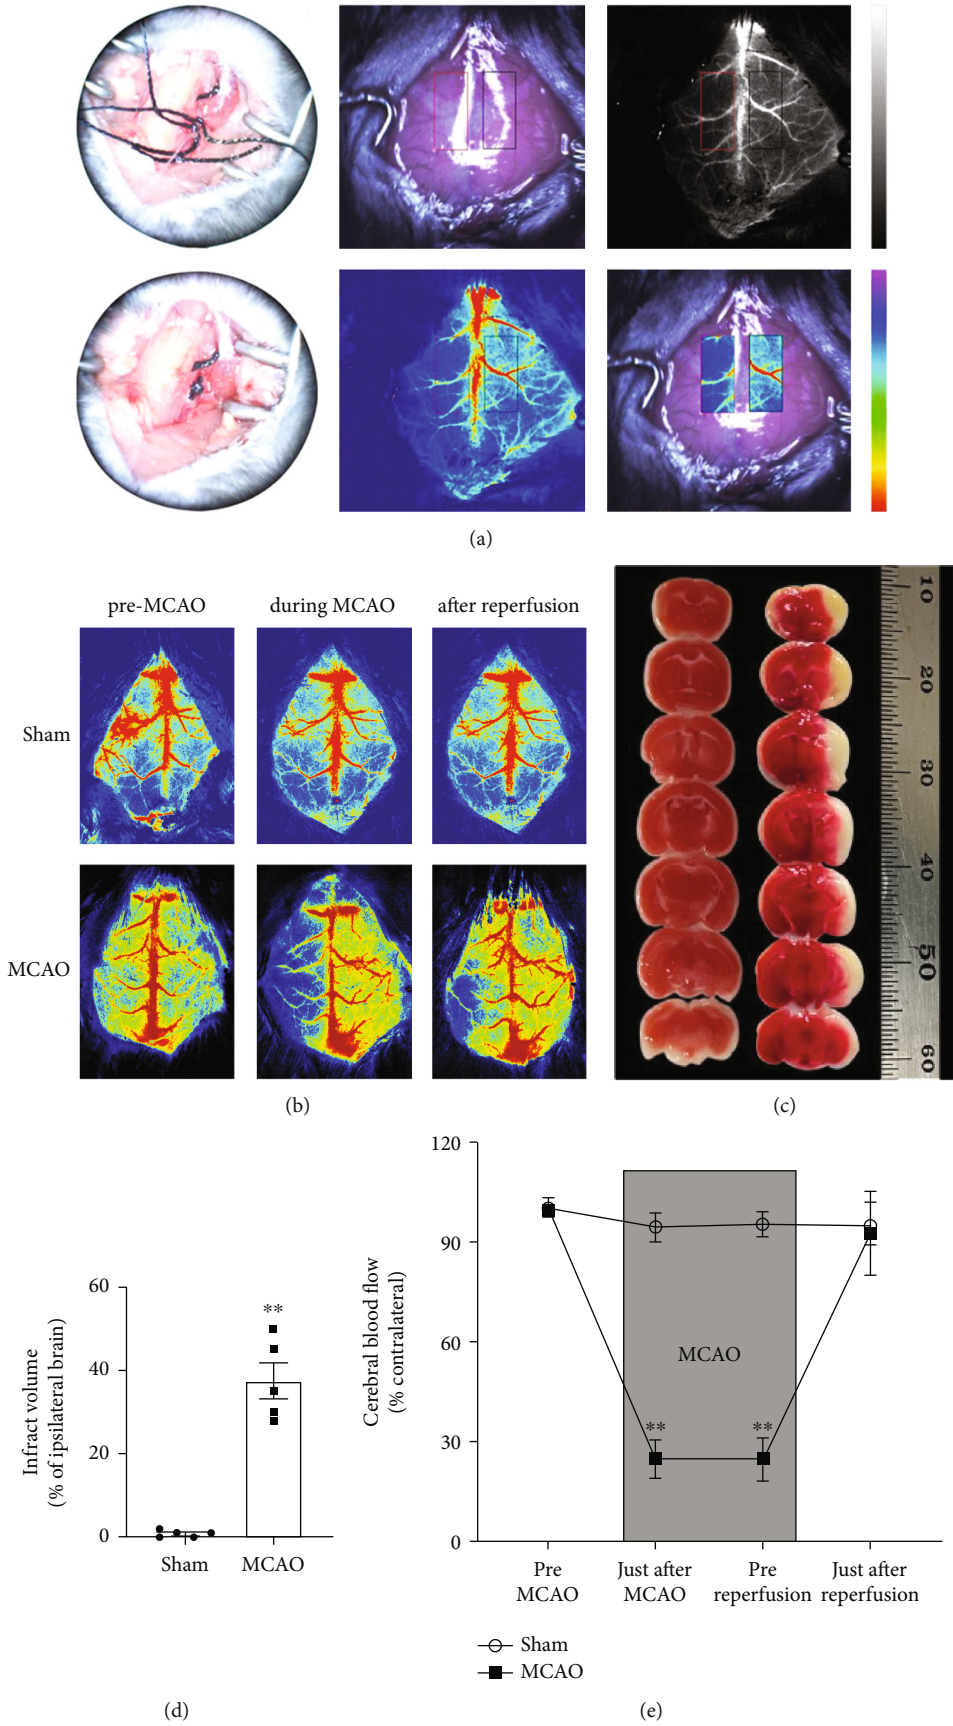 (a)
pre-MCAO during MCAO after reperfusion
Sham
MCAO
(b)
10
20
30
40
50
60
(c)
Infract volume
(% of ipsilateral brain)
60
40
20
0
**
Sham MCAO
(d)
Cerebral blood flow
(% contralateral)
120
90
60
30
0
MCAO
** **
Pre
MCAO
Just after
MCAO
Pre
reperfusion
Just after
reperfusion
Sham
MCAO
(e)